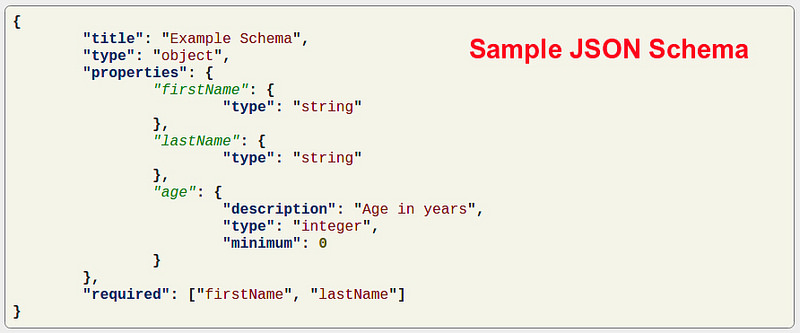 {
"title": "Example Schema",
Sample JSON Schema
"type": "object",
"properties": {
"firstName": {
"type": "string"
},
"lastName": {
"type": "string"
},
"age": {
"description": "Age in years",
"type": "integer",
"minimum": 0
}
},
"required": ["firstName", "lastName"]
}